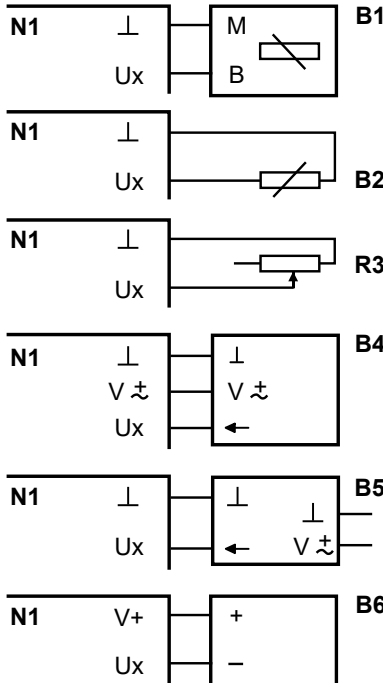 B1
N1 ⊥ M
Ux B
N1 ⊥
Ux B2
N1 ⊥
R3
Ux
B4
N1 ⊥ ⊥
V ≂̟ V ≂̟
Ux ←
B5
N1 ⊥ ⊥ ⊥
Ux ← V ≂̟
B6
N1 V+ +
Ux −